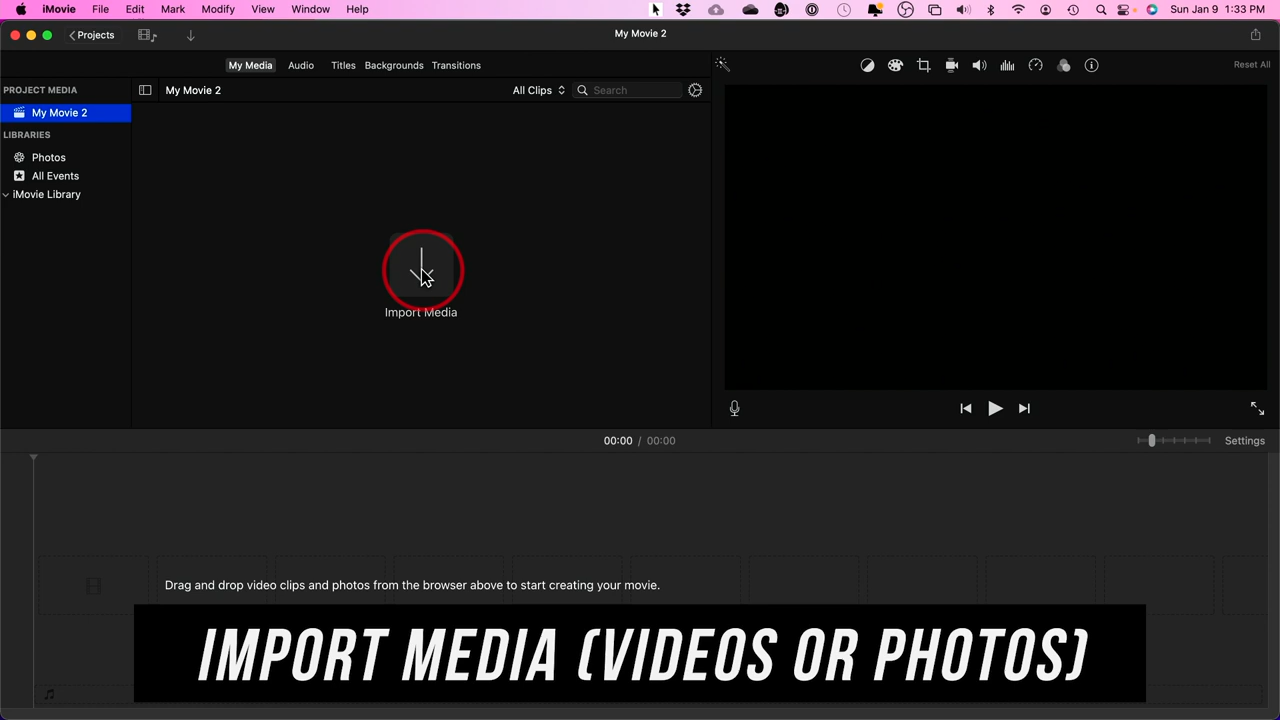 iMovie File Edit Mark Modify View Window Help Sun Jan 9 1:33 PM
Projects My Movie 2
My Media Audio Titles Backgrounds Transitions Reset All
PROJECT MEDIA
My Movie 2
LIBRARIES
Photos
All Events
iMovie Library
My Movie 2 All Clips Search
Import Media
00:00 / 00:00 Settings
Drag and drop video clips and photos from the browser above to start creating your movie.
IMPORT MEDIA (VIDEOS OR PHOTOS)